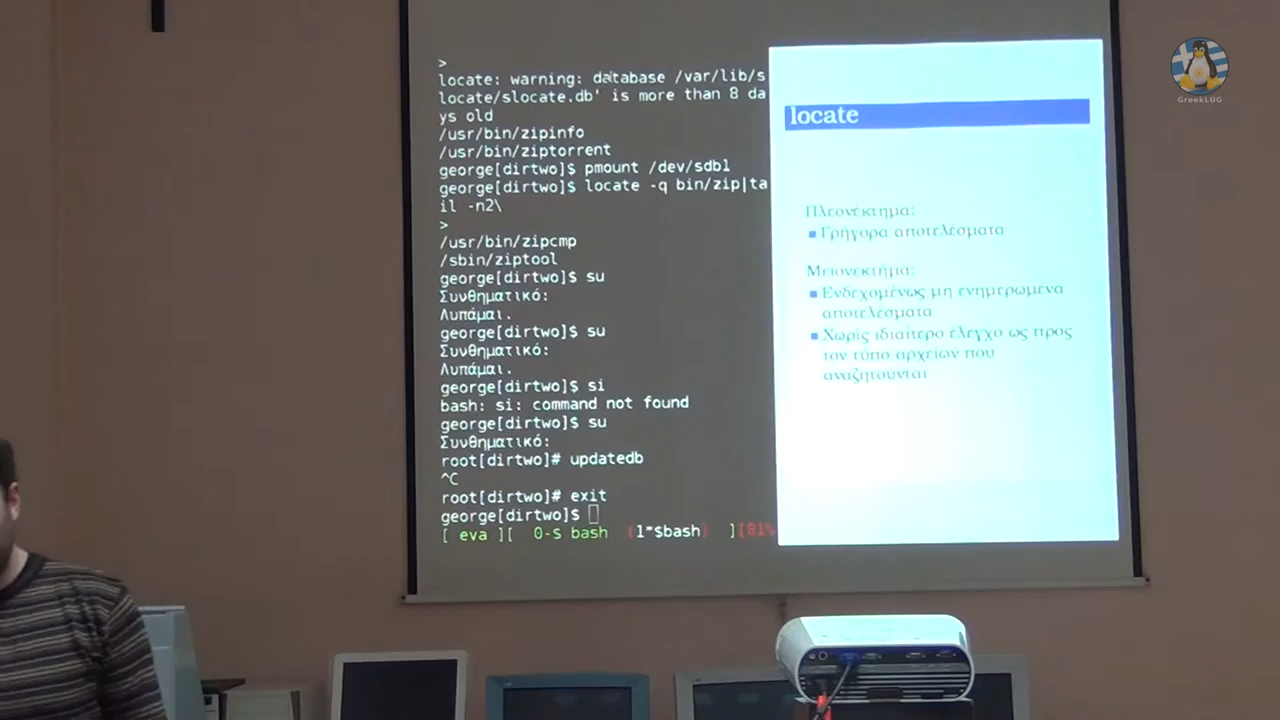 >
locate: warning: database /var/lib/s
locate/slocate.db' is more than 8 da
ys old
/usr/bin/zipinfo
/usr/bin/ziptorrent
george[dirtwo]$ pmount /dev/sdb1
george[dirtwo]$ locate -q bin/zip|ta
il -n2\
>
/usr/bin/zipcmp
/sbin/ziptool
george[dirtwo]$ su
Συνθηματικό:
Λυπάμαι.
george[dirtwo]$ su
Συνθηματικό:
Λυπάμαι.
george[dirtwo]$ si
bash: si: command not found
george[dirtwo]$ su
Συνθηματικό:
root[dirtwo]# updatedb
^C
root[dirtwo]# exit
george[dirtwo]$
[ eva ][ 0-$ bash (1*$bash) ][81%
locate
Πλεονέκτημα:
Γρήγορα αποτελέσματα
Μειονέκτημα:
Ενδεχομένως μη ενημερωμένα
αποτελέσματα
Χωρίς ιδιαίτερο έλεγχο ως προς
τον τύπο αρχείων που
αναζητούνται
GreekLUG